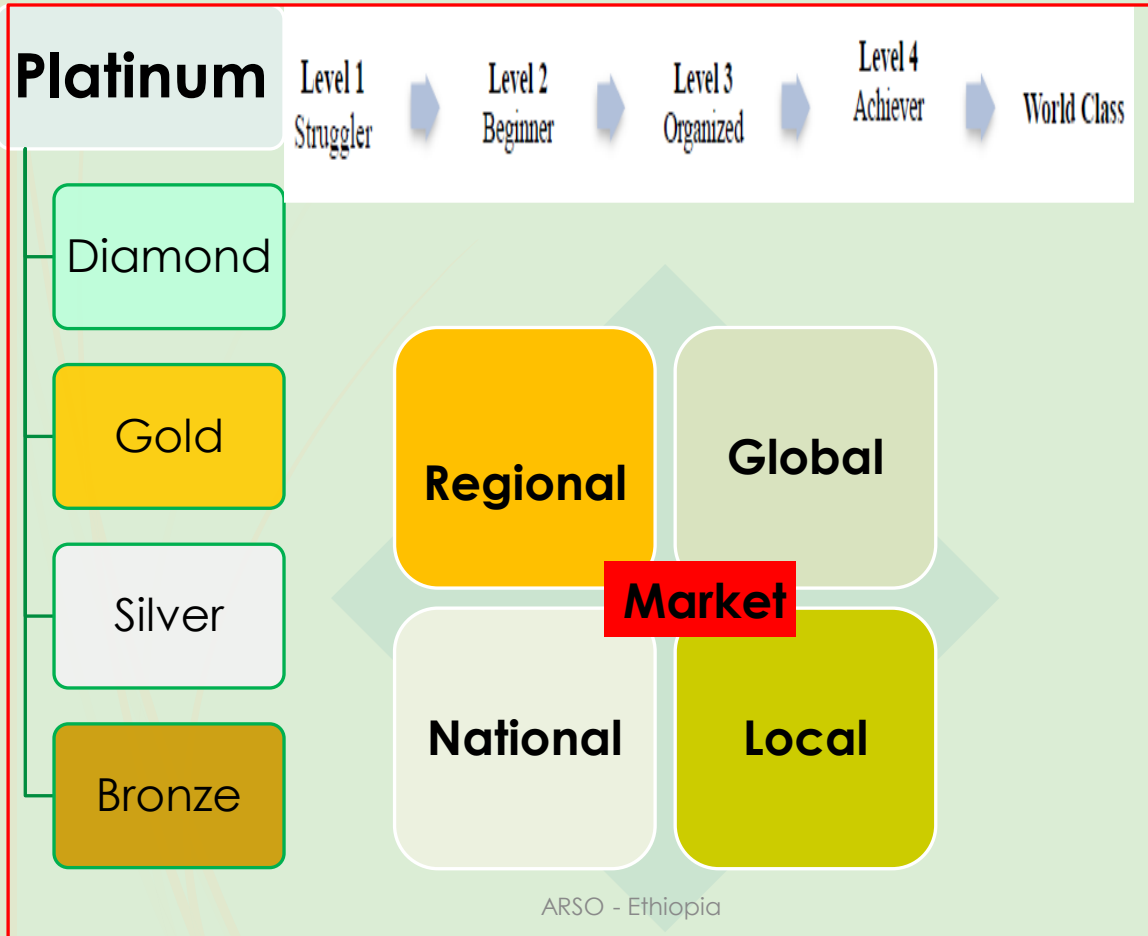 Platinum
Level 1
Struggler
Level 2
Beginner
Level 3
Organized
Level 4
Achiever
World Class
Diamond
Gold
Silver
Bronze
Regional
Global
Market
National
Local
ARSO - Ethiopia